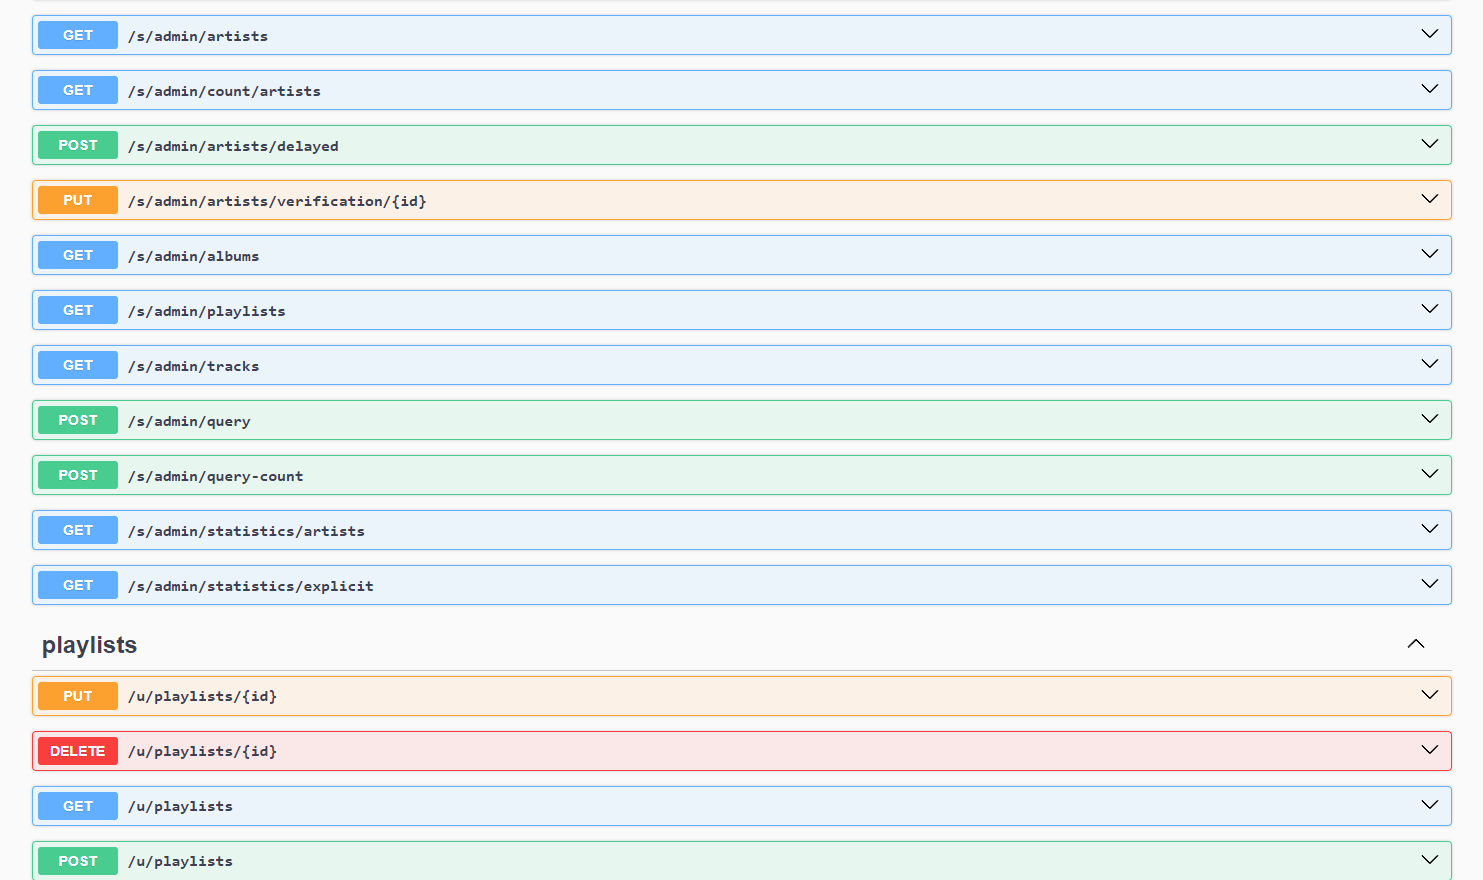 GET /s/admin/artists
GET /s/admin/count/artists
POST /s/admin/artists/delayed
PUT /s/admin/artists/verification/{id}
GET /s/admin/albums
GET /s/admin/playlists
GET /s/admin/tracks
POST /s/admin/query
POST /s/admin/query-count
GET /s/admin/statistics/artists
GET /s/admin/statistics/explicit
playlists
PUT /u/playlists/{id}
DELETE /u/playlists/{id}
GET /u/playlists
POST /u/playlists